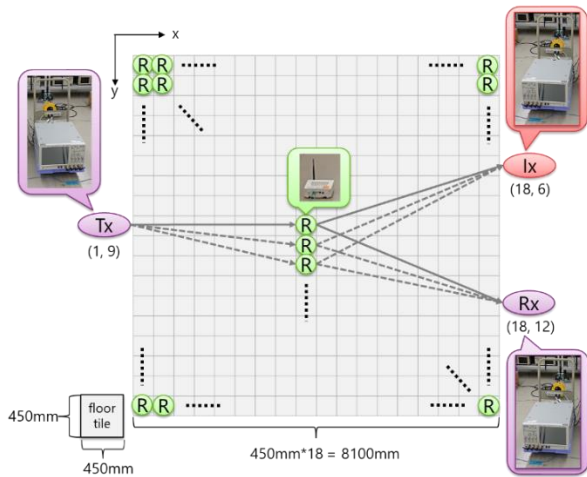 x
y
R R
R R
R
R
Ix
(18, 6)
Tx
(1, 9)
R
R
R
Rx
(18, 12)
R R
R
450mm
floor
tile
450mm
450mm*18 = 8100mm